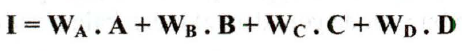 I = W_A . A + W_B . B + W_C . C + W_D . D